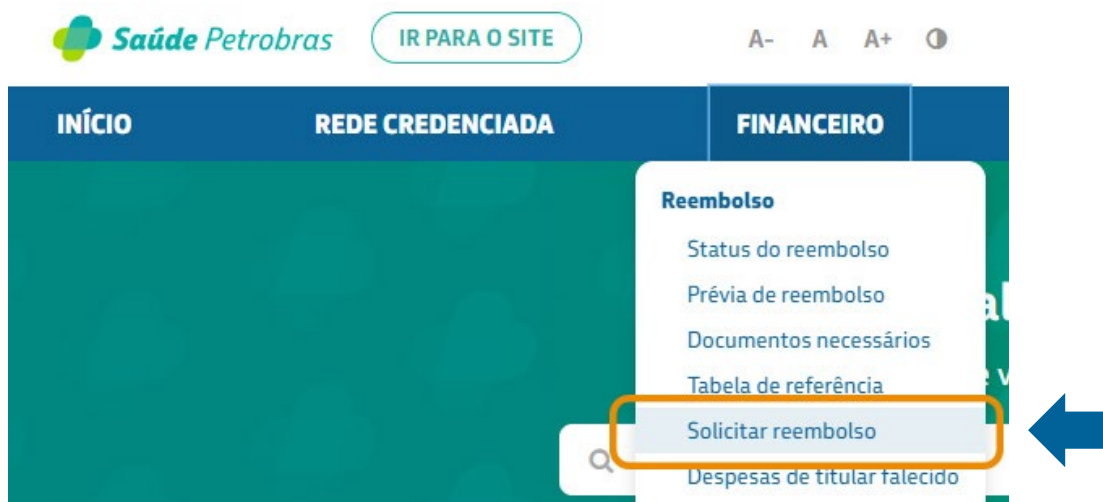 Saúde Petrobras
IR PARA O SITE
A- A A+
INÍCIO
REDE CREDENCIADA
FINANCEIRO
Reembolso
Status do reembolso
Prévia de reembolso
Documentos necessários
Tabela de referência
Solicitar reembolso
Despesas de titular falecido